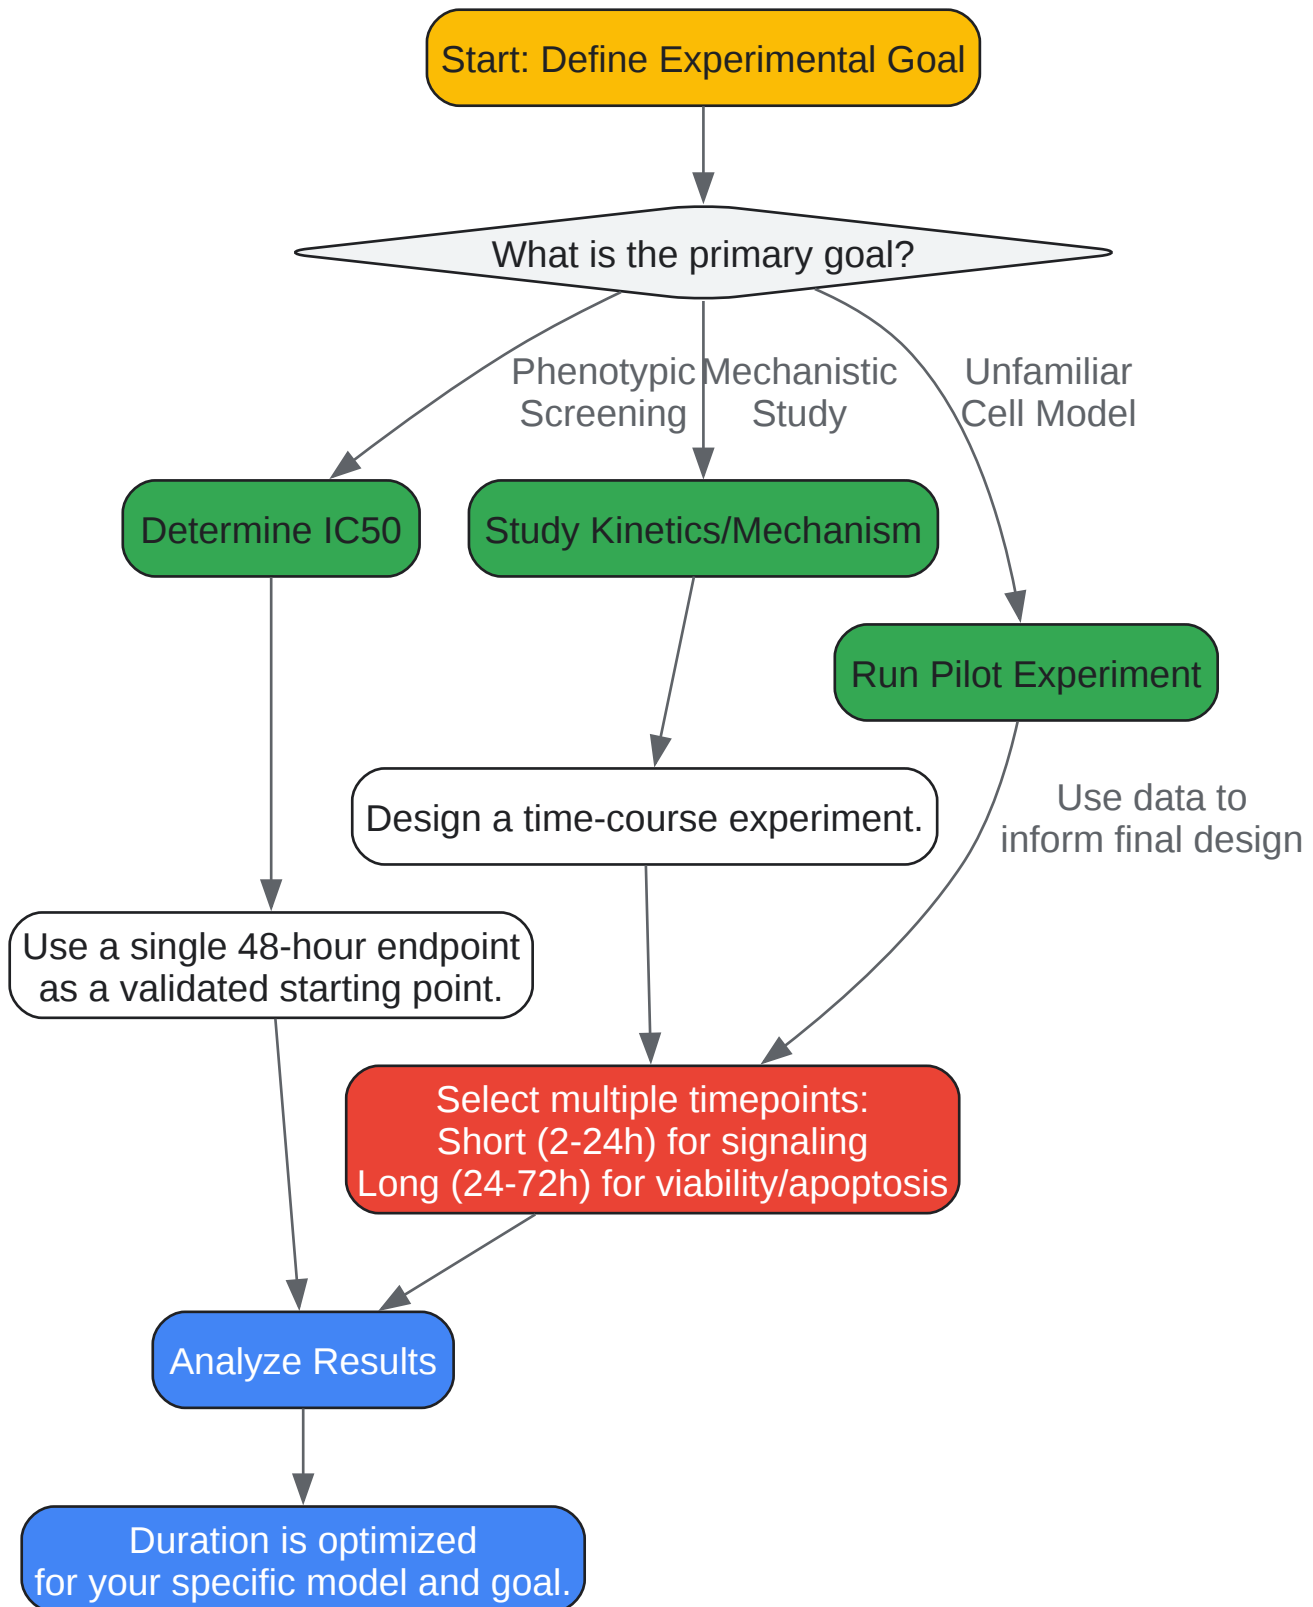 Start: Define Experimental Goal
What is the primary goal?
Phenotypic
Screening
Mechanistic
Study
Unfamiliar
Cell Model
Determine IC50
Study Kinetics/Mechanism
Run Pilot Experiment
Design a time-course experiment.
Use data to
inform final design
Use a single 48-hour endpoint
as a validated starting point.
Select multiple timepoints:
Short (2-24h) for signaling
Long (24-72h) for viability/apoptosis
Analyze Results
Duration is optimized
for your specific model and goal.